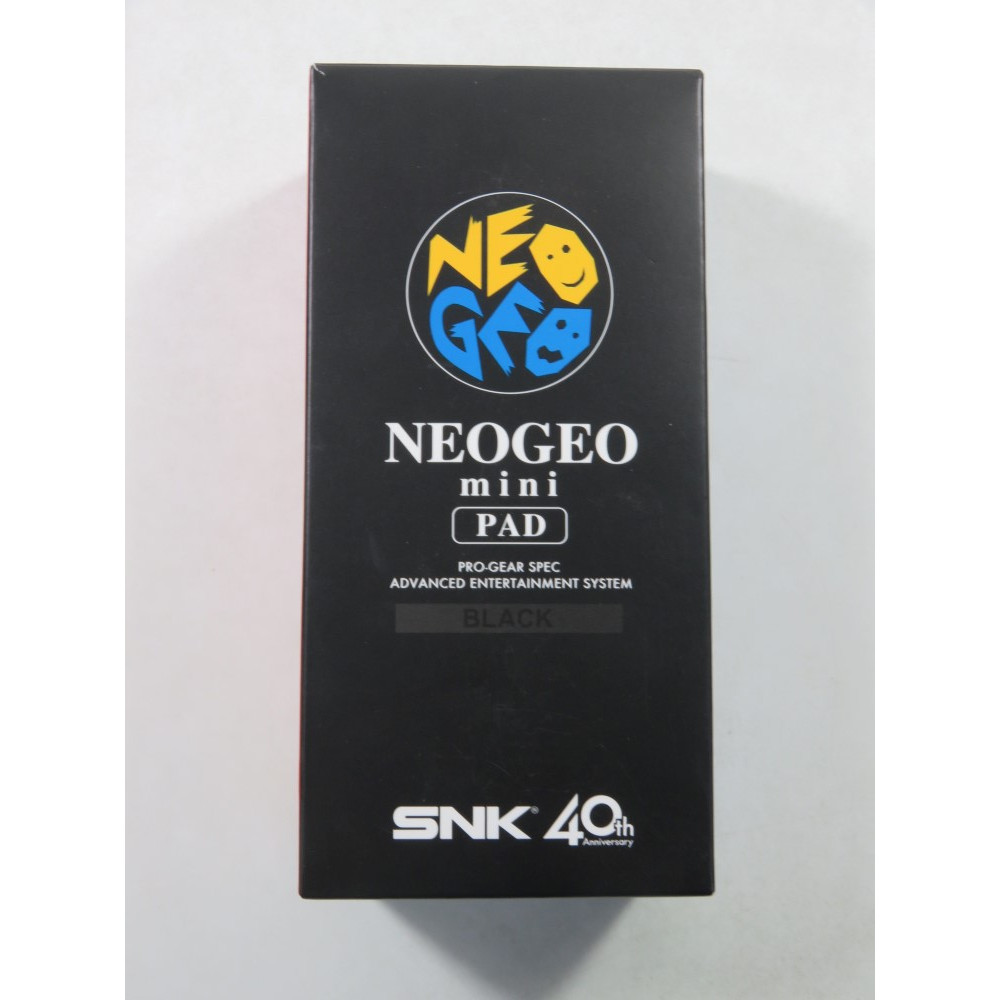 NEO
GEO
NEOGEO
mini
PAD
PRO-GEAR SPEC
ADVANCED ENTERTAINMENT SYSTEM
BLACK
SNK® 40th
Anniversary